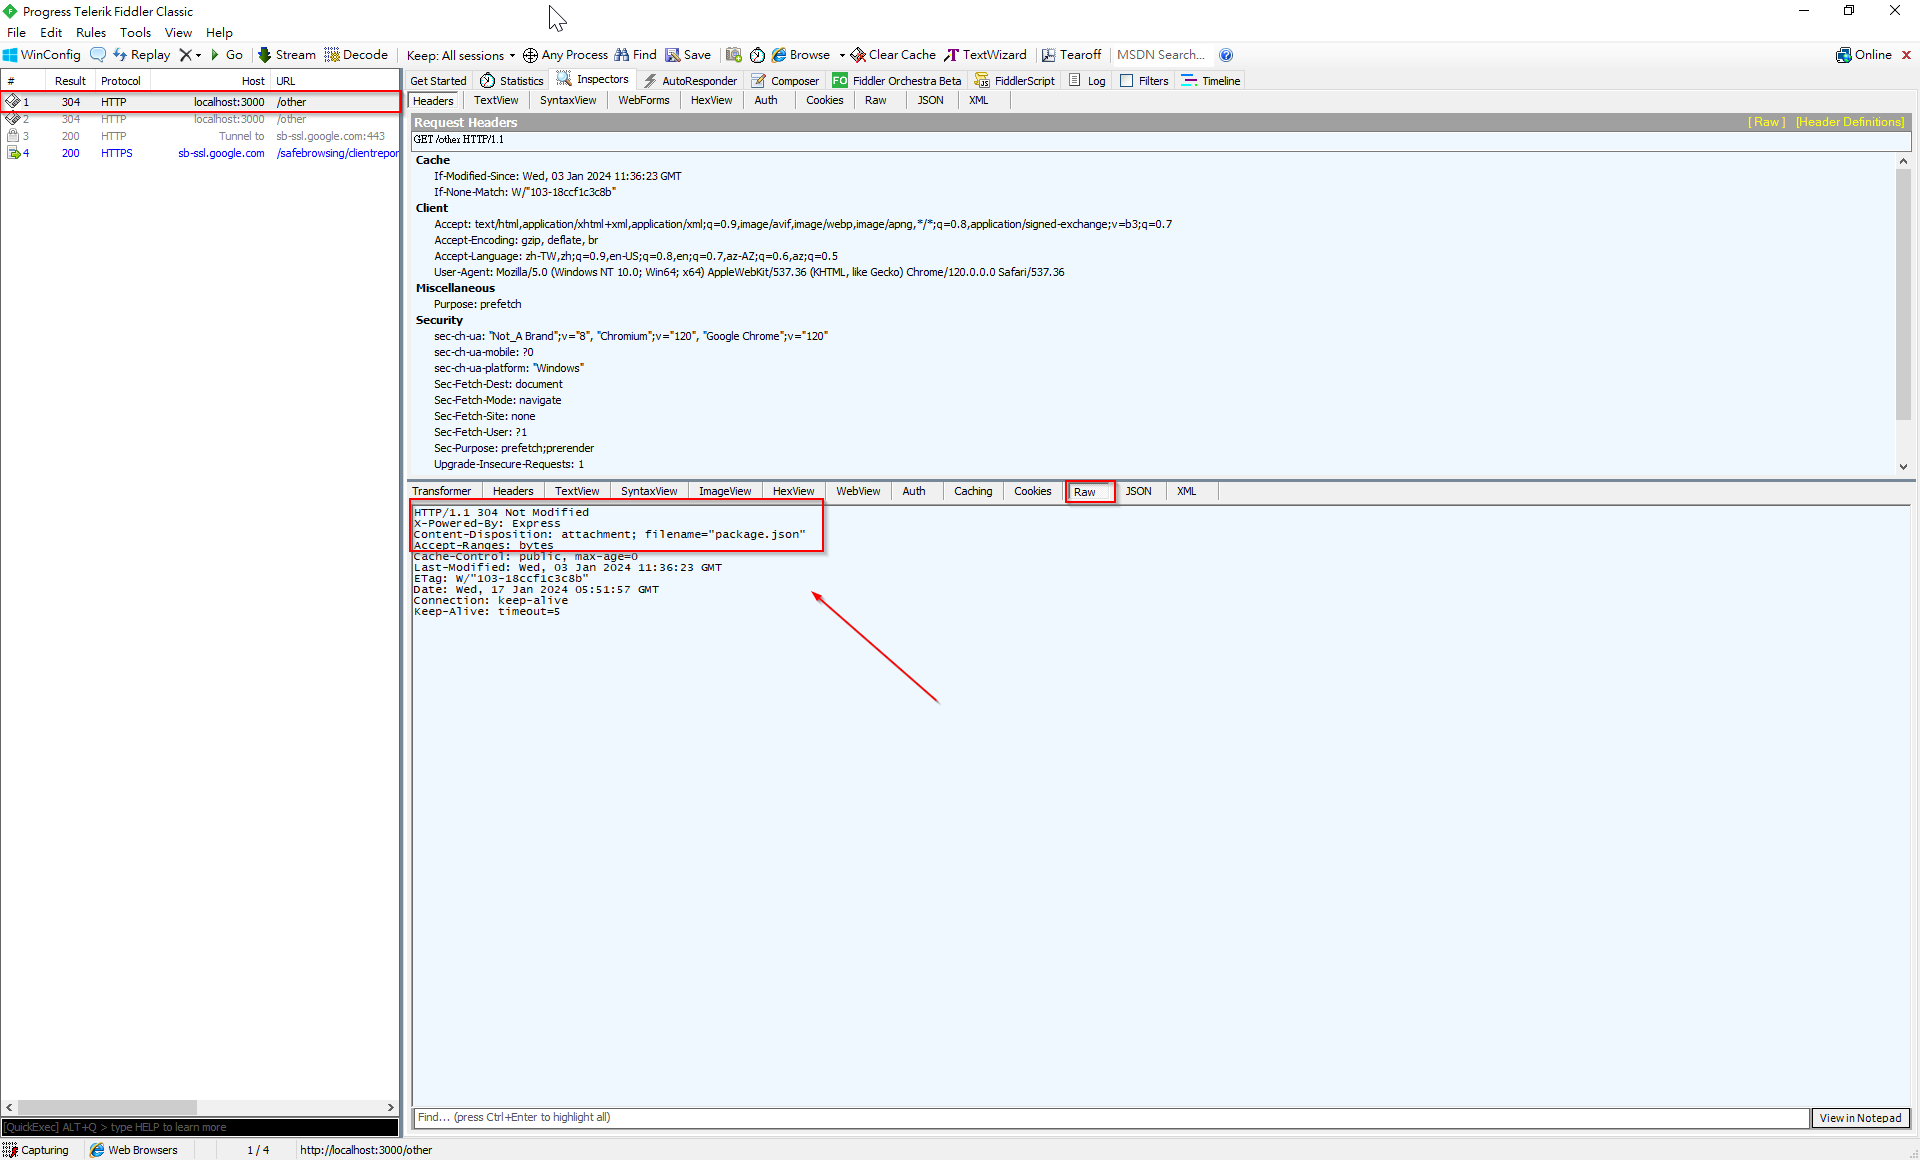 Progress Telerik Fiddler Classic
File Edit Rules Tools View Help
WinConfig Replay Go Stream Decode Keep: All sessions Any Process Find Save Browse Clear Cache TextWizard Tearoff MSDN Search... Online
# Result Protocol Host URL
1 304 HTTP localhost:3000 /other
2 304 HTTP localhost:3000 /other
3 200 HTTP Tunnel to sb-ssl.google.com:443
4 200 HTTPS sb-ssl.google.com /safebrowsing/clientrepor
Get Started Statistics Inspectors AutoResponder Composer FO Fiddler Orchestra Beta FiddlerScript Log Filters Timeline
Headers TextView SyntaxView WebForms HexView Auth Cookies Raw JSON XML
Request Headers [ Raw ] [Header Definitions]
GET /other HTTP/1.1
Cache
If-Modified-Since: Wed, 03 Jan 2024 11:36:23 GMT
If-None-Match: W/"103-18ccf1c3c8b"
Client
Accept: text/html,application/xhtml+xml,application/xml;q=0.9,image/avif,image/webp,image/apng,*/*;q=0.8,application/signed-exchange;v=b3;q=0.7
Accept-Encoding: gzip, deflate, br
Accept-Language: zh-TW,zh;q=0.9,en-US;q=0.8,en;q=0.7,az-AZ;q=0.6,az;q=0.5
User-Agent: Mozilla/5.0 (Windows NT 10.0; Win64; x64) AppleWebKit/537.36 (KHTML, like Gecko) Chrome/120.0.0.0 Safari/537.36
Miscellaneous
Purpose: prefetch
Security
sec-ch-ua: "Not_A Brand";v="8", "Chromium";v="120", "Google Chrome";v="120"
sec-ch-ua-mobile: ?0
sec-ch-ua-platform: "Windows"
Sec-Fetch-Dest: document
Sec-Fetch-Mode: navigate
Sec-Fetch-Site: none
Sec-Fetch-User: ?1
Sec-Purpose: prefetch;prerender
Upgrade-Insecure-Requests: 1
Transformer Headers TextView SyntaxView ImageView HexView WebView Auth Caching Cookies Raw JSON XML
HTTP/1.1 304 Not Modified
X-Powered-By: Express
Content-Disposition: attachment; filename="package.json"
Accept-Ranges: bytes
Cache-Control: public, max-age=0
Last-Modified: Wed, 03 Jan 2024 11:36:23 GMT
ETag: W/"103-18ccf1c3c8b"
Date: Wed, 17 Jan 2024 05:51:57 GMT
Connection: keep-alive
Keep-Alive: timeout=5
Find... (press Ctrl+Enter to highlight all) View in Notepad
[QuickExec] ALT+Q > type HELP to learn more
Capturing Web Browsers 1 / 4 http://localhost:3000/other